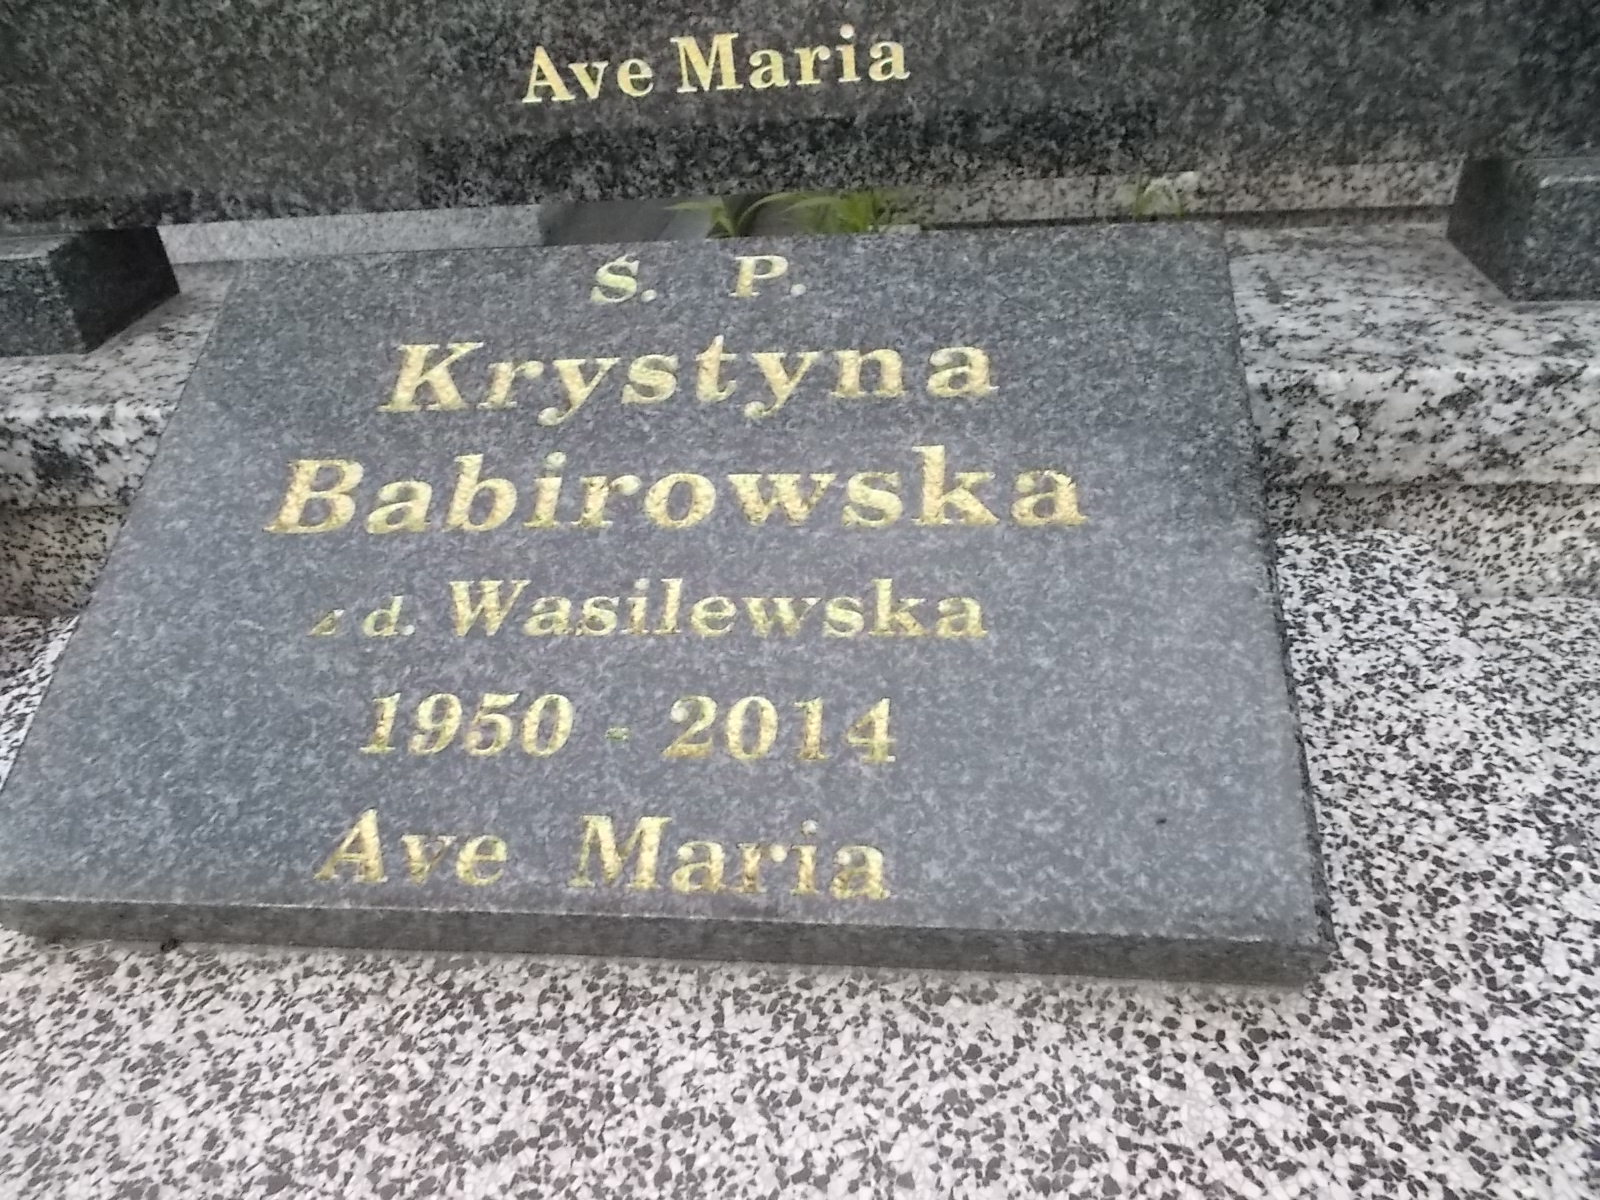 Ave Maria
Ś. P.
Krystyna
Babirowska
z d. Wasilewska
1950 - 2014
Ave Maria